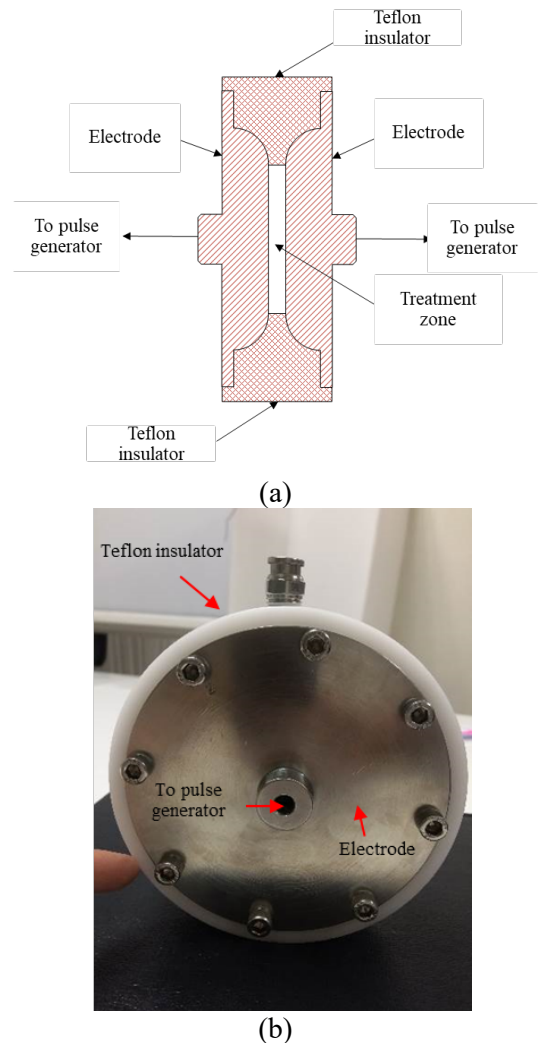 Teflon
insulator
Electrode
Electrode
To pulse
generator
To pulse
generator
Treatment
zone
Teflon
insulator
(a)
Teflon insulator
To pulse
generator
Electrode
(b)